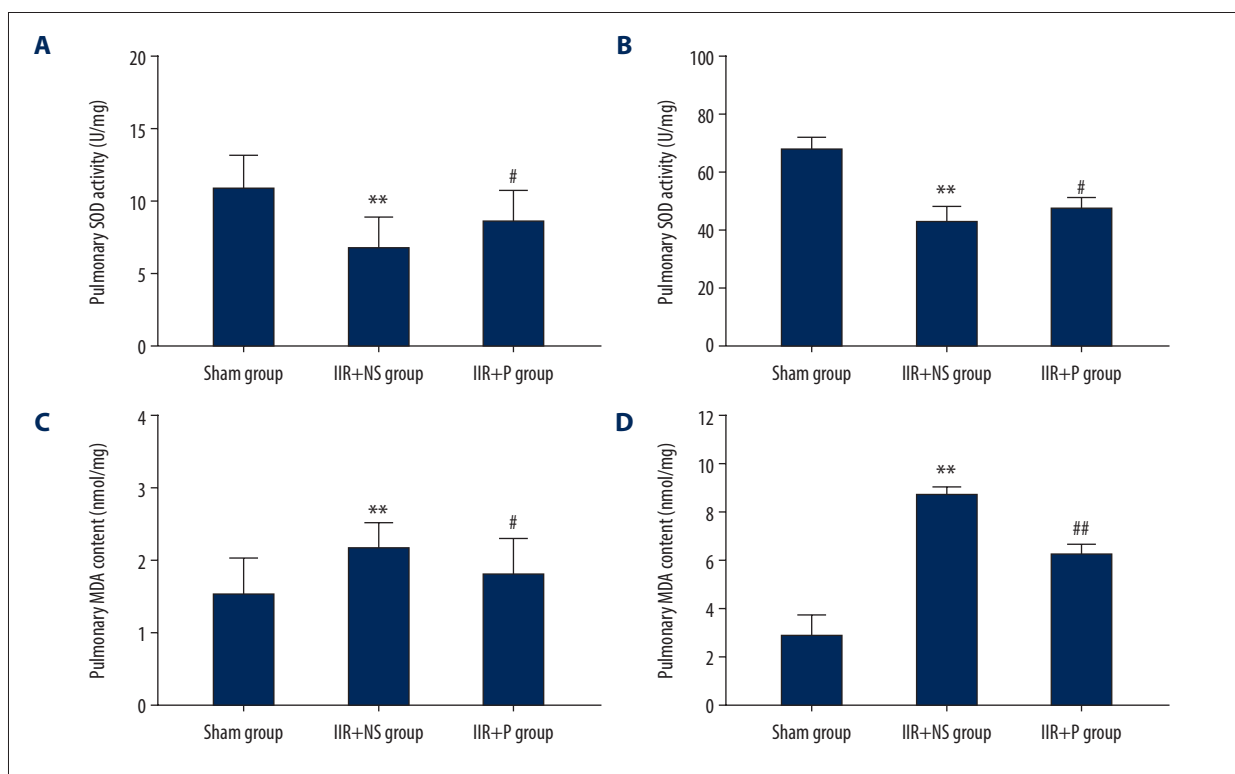 A
Pulmonary SOD activity (U/mg)
20
15
10
5
0
**
#
Sham group
IIR+NS group
IIR+P group
B
Pulmonary SOD activity (U/mg)
100
80
60
40
20
0
**
#
Sham group
IIR+NS group
IIR+P group
C
Pulmonary MDA content (nmol/mg)
4
3
2
1
0
**
#
Sham group
IIR+NS group
IIR+P group
D
Pulmonary MDA content (nmol/mg)
12
10
8
6
4
2
0
**
##
Sham group
IIR+NS group
IIR+P group